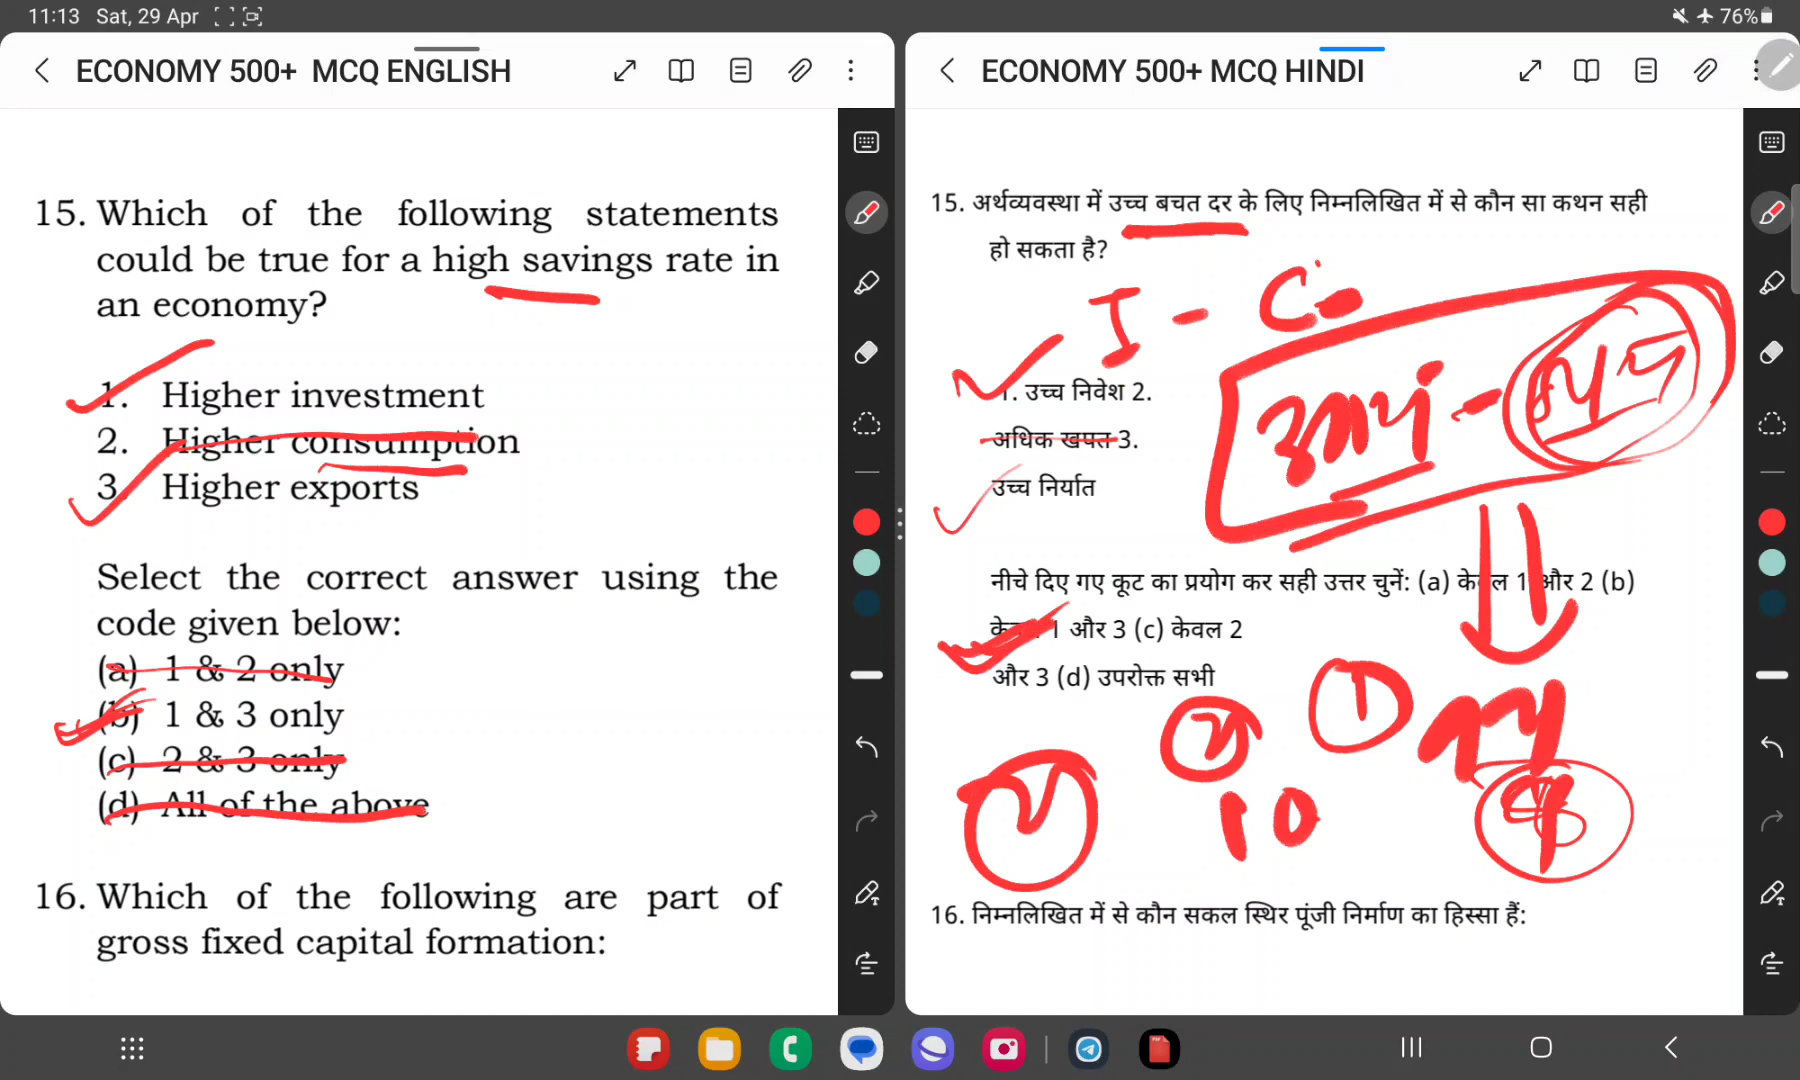 11:13 Sat, 29 Apr
76%
ECONOMY 500+ MCQ ENGLISH
15. Which of the following statements
could be true for a high savings rate in
an economy?
1. Higher investment
2. Higher consumption
3. Higher exports
Select the correct answer using the
code given below:
(a) 1 & 2 only
(b) 1 & 3 only
(c) 2 & 3 only
(d) All of the above
16. Which of the following are part of
gross fixed capital formation:
ECONOMY 500+ MCQ HINDI
15. अर्थव्यवस्था में उच्च बचत दर के लिए निम्नलिखित में से कौन सा कथन सही
हो सकता है?
I - C
1. उच्च निवेश 2.
अधिक खपत 3.
उच्च निर्यात
आय - व्यय
नीचे दिए गए कूट का प्रयोग कर सही उत्तर चुनें: (a) केवल 1 और 2 (b)
केवल 1 और 3 (c) केवल 2
और 3 (d) उपरोक्त सभी
1
10
16. निम्नलिखित में से कौन सकल स्थिर पूंजी निर्माण का हिस्सा हैं: